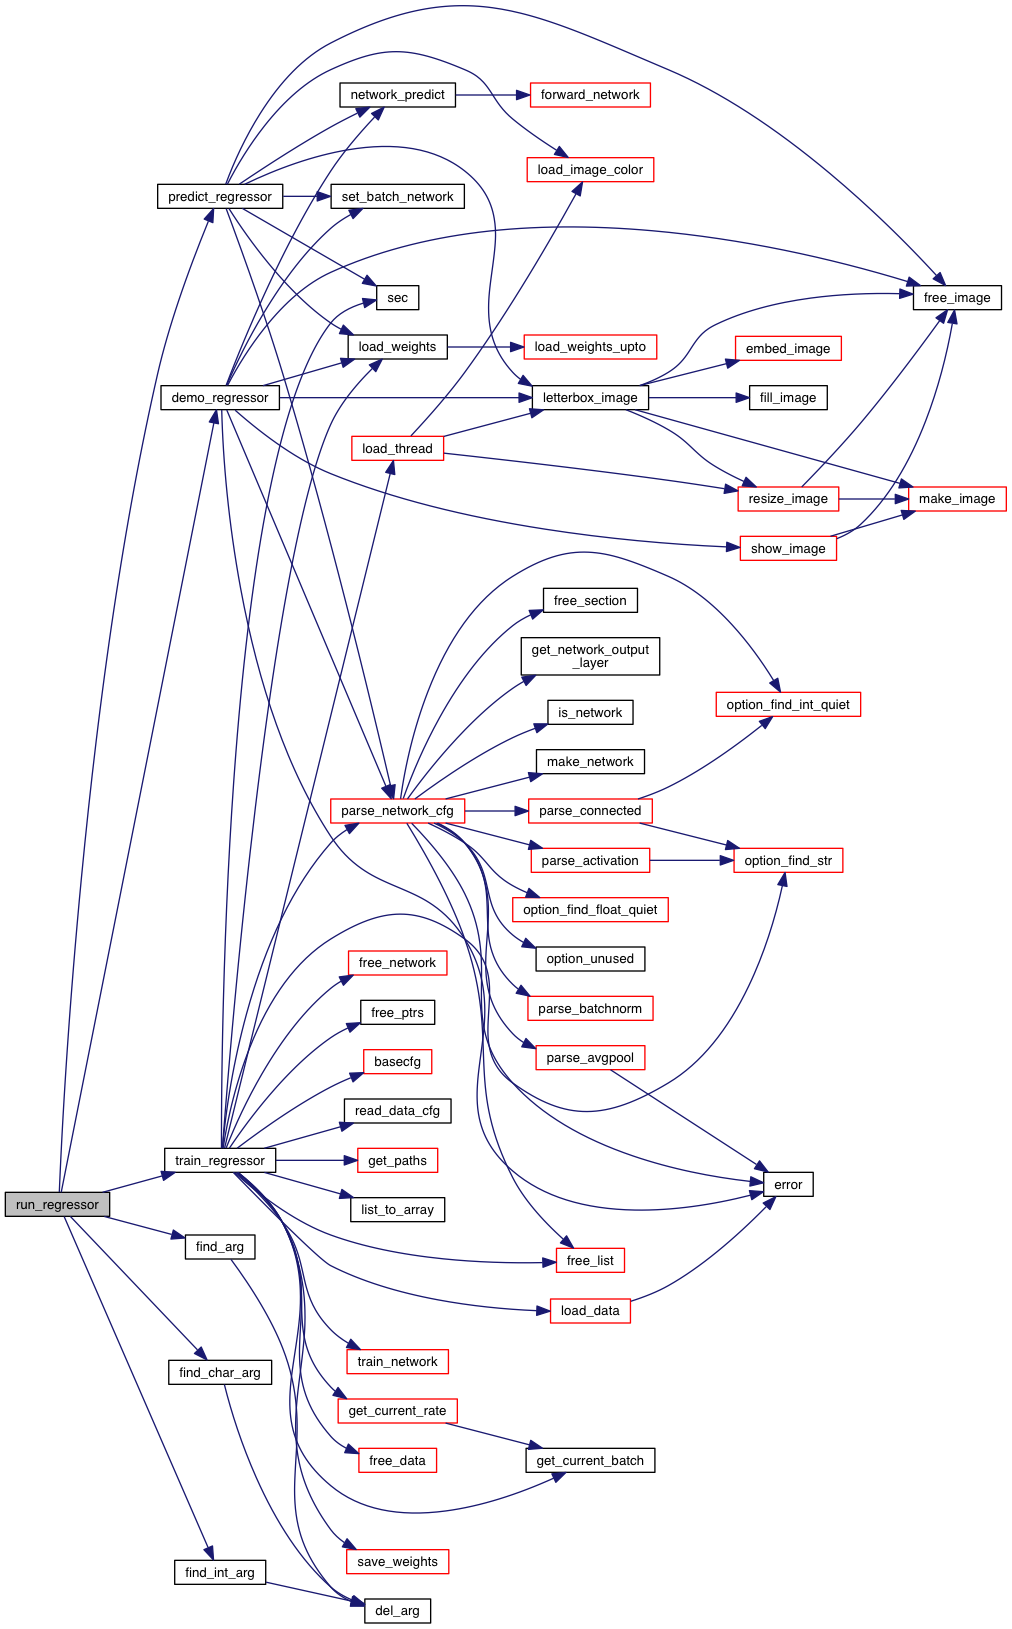 network_predict
forward_network
load_image_color
predict_regressor
set_batch_network
sec
free_image
load_weights
load_weights_upto
embed_image
demo_regressor
letterbox_image
fill_image
load_thread
resize_image
make_image
show_image
free_section
get_network_output
_layer
option_find_int_quiet
is_network
make_network
parse_network_cfg
parse_connected
parse_activation
option_find_str
option_find_float_quiet
option_unused
free_network
parse_batchnorm
free_ptrs
parse_avgpool
basecfg
read_data_cfg
train_regressor
get_paths
error
run_regressor
list_to_array
find_arg
free_list
load_data
train_network
find_char_arg
get_current_rate
free_data
get_current_batch
save_weights
find_int_arg
del_arg